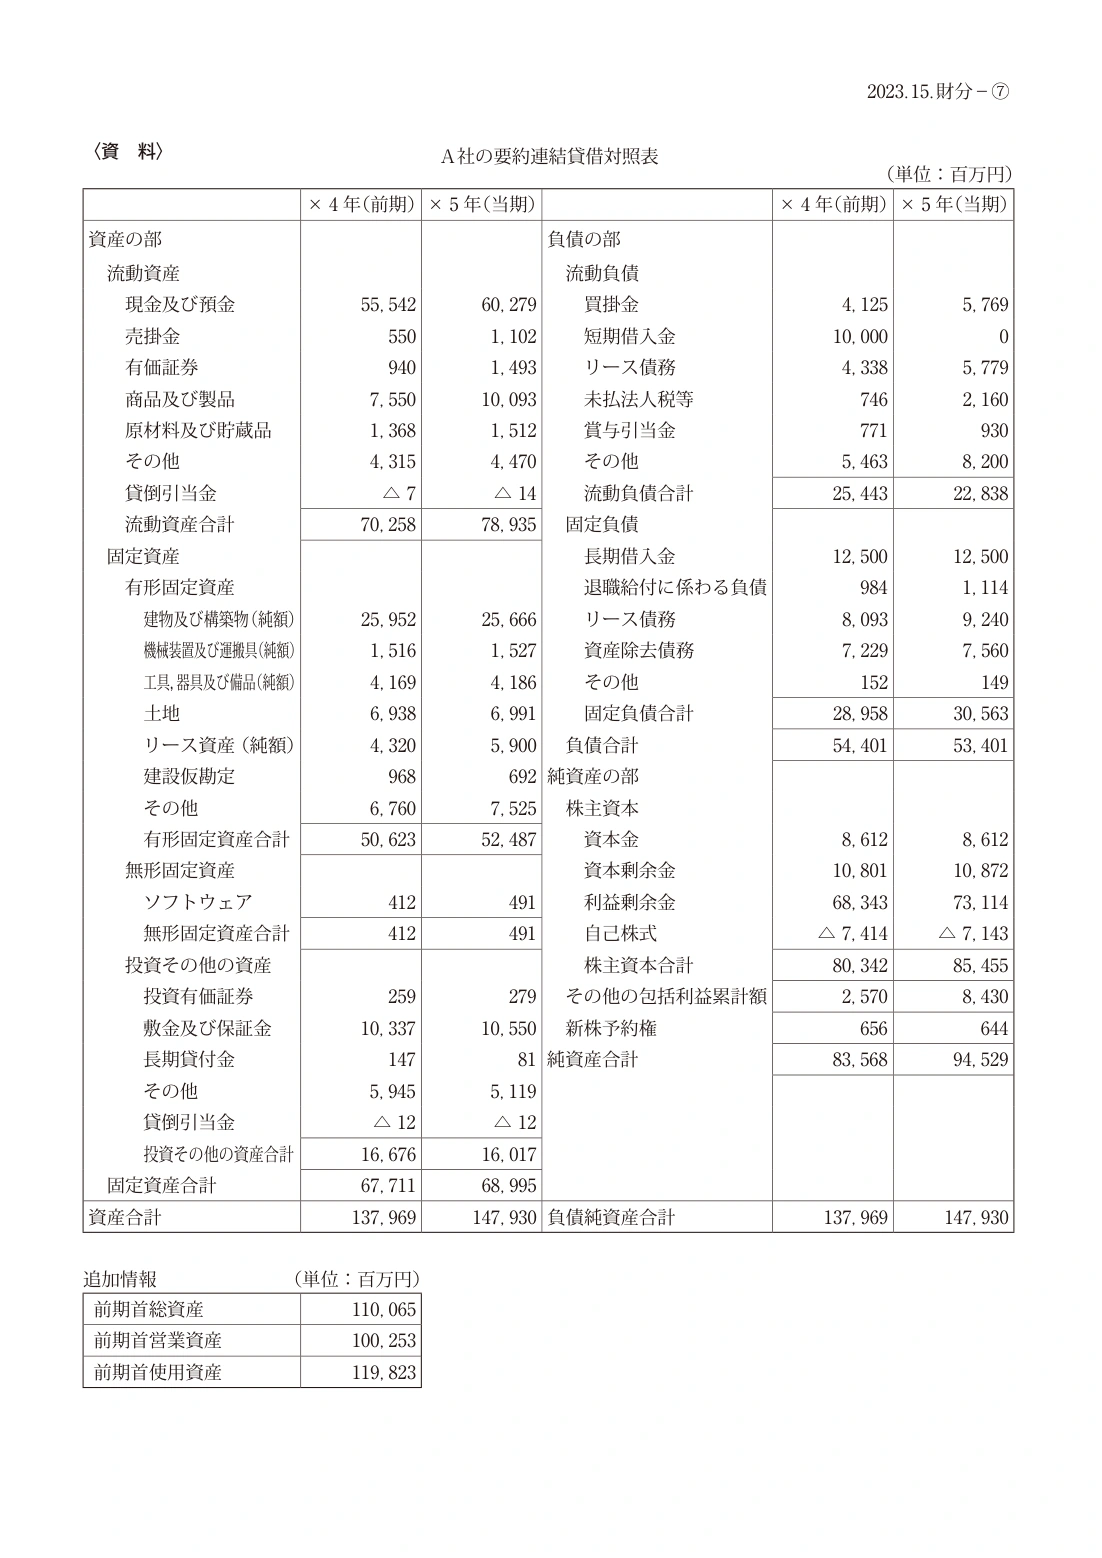 2023.15.財分－⑦
〈資　料〉
Ａ社の要約連結貸借対照表
（単位：百万円）
×４年（前期） ×５年（当期） ×４年（前期） ×５年（当期）
資産の部 負債の部
流動資産 流動負債
現金及び預金 55,542 60,279 買掛金 4,125 5,769
売掛金 550 1,102 短期借入金 10,000 0
有価証券 940 1,493 リース債務 4,338 5,779
商品及び製品 7,550 10,093 未払法人税等 746 2,160
原材料及び貯蔵品 1,368 1,512 賞与引当金 771 930
その他 4,315 4,470 その他 5,463 8,200
貸倒引当金 △7 △14 流動負債合計 25,443 22,838
流動資産合計 70,258 78,935 固定負債
固定資産 長期借入金 12,500 12,500
有形固定資産 退職給付に係わる負債 984 1,114
建物及び構築物（純額） 25,952 25,666 リース債務 8,093 9,240
機械装置及び運搬具（純額） 1,516 1,527 資産除去債務 7,229 7,560
工具，器具及び備品（純額） 4,169 4,186 その他 152 149
土地 6,938 6,991 固定負債合計 28,958 30,563
リース資産（純額） 4,320 5,900 負債合計 54,401 53,401
建設仮勘定 968 692 純資産の部
その他 6,760 7,525 株主資本
有形固定資産合計 50,623 52,487 資本金 8,612 8,612
無形固定資産 資本剰余金 10,801 10,872
ソフトウェア 412 491 利益剰余金 68,343 73,114
無形固定資産合計 412 491 自己株式 △7,414 △7,143
投資その他の資産 株主資本合計 80,342 85,455
投資有価証券 259 279 その他の包括利益累計額 2,570 8,430
敷金及び保証金 10,337 10,550 新株予約権 656 644
長期貸付金 147 81 純資産合計 83,568 94,529
その他 5,945 5,119
貸倒引当金 △12 △12
投資その他の資産合計 16,676 16,017
固定資産合計 67,711 68,995
資産合計 137,969 147,930 負債純資産合計 137,969 147,930
追加情報 （単位：百万円）
前期首総資産 110,065
前期首営業資産 100,253
前期首使用資産 119,823